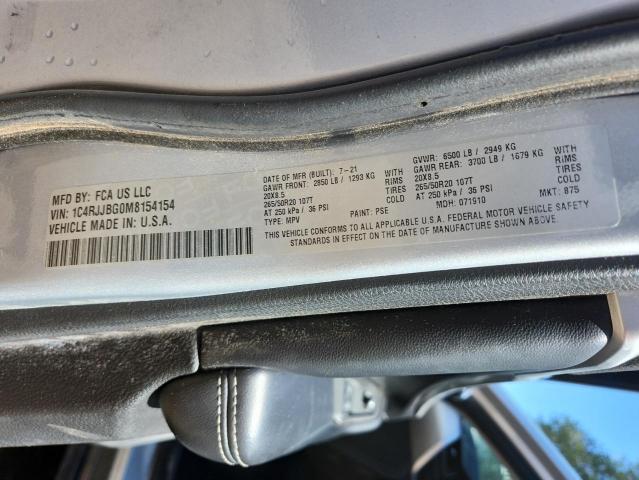 MFD BY: FCA US LLC
VIN: 1C4RJJBG0M8154154
VEHICLE MADE IN: U.S.A.
DATE OF MFR (BUILT): 7-21
GAWR FRONT: 2850 LB / 1293 KG WITH
20X8.5 RIMS
265/50R20 107T TIRES
AT 250 kPa / 36 PSI COLD
TYPE: MPV PAINT: PSE
GVWR: 6500 LB / 2949 KG
GAWR REAR: 3700 LB / 1679 KG WITH
20X8.5 RIMS
265/50R20 107T TIRES
AT 250 kPa / 36 PSI COLD
MDH: 071910 MKT: 875
THIS VEHICLE CONFORMS TO ALL APPLICABLE U.S.A. FEDERAL MOTOR VEHICLE SAFETY
STANDARDS IN EFFECT ON THE DATE OF MANUFACTURE SHOWN ABOVE.